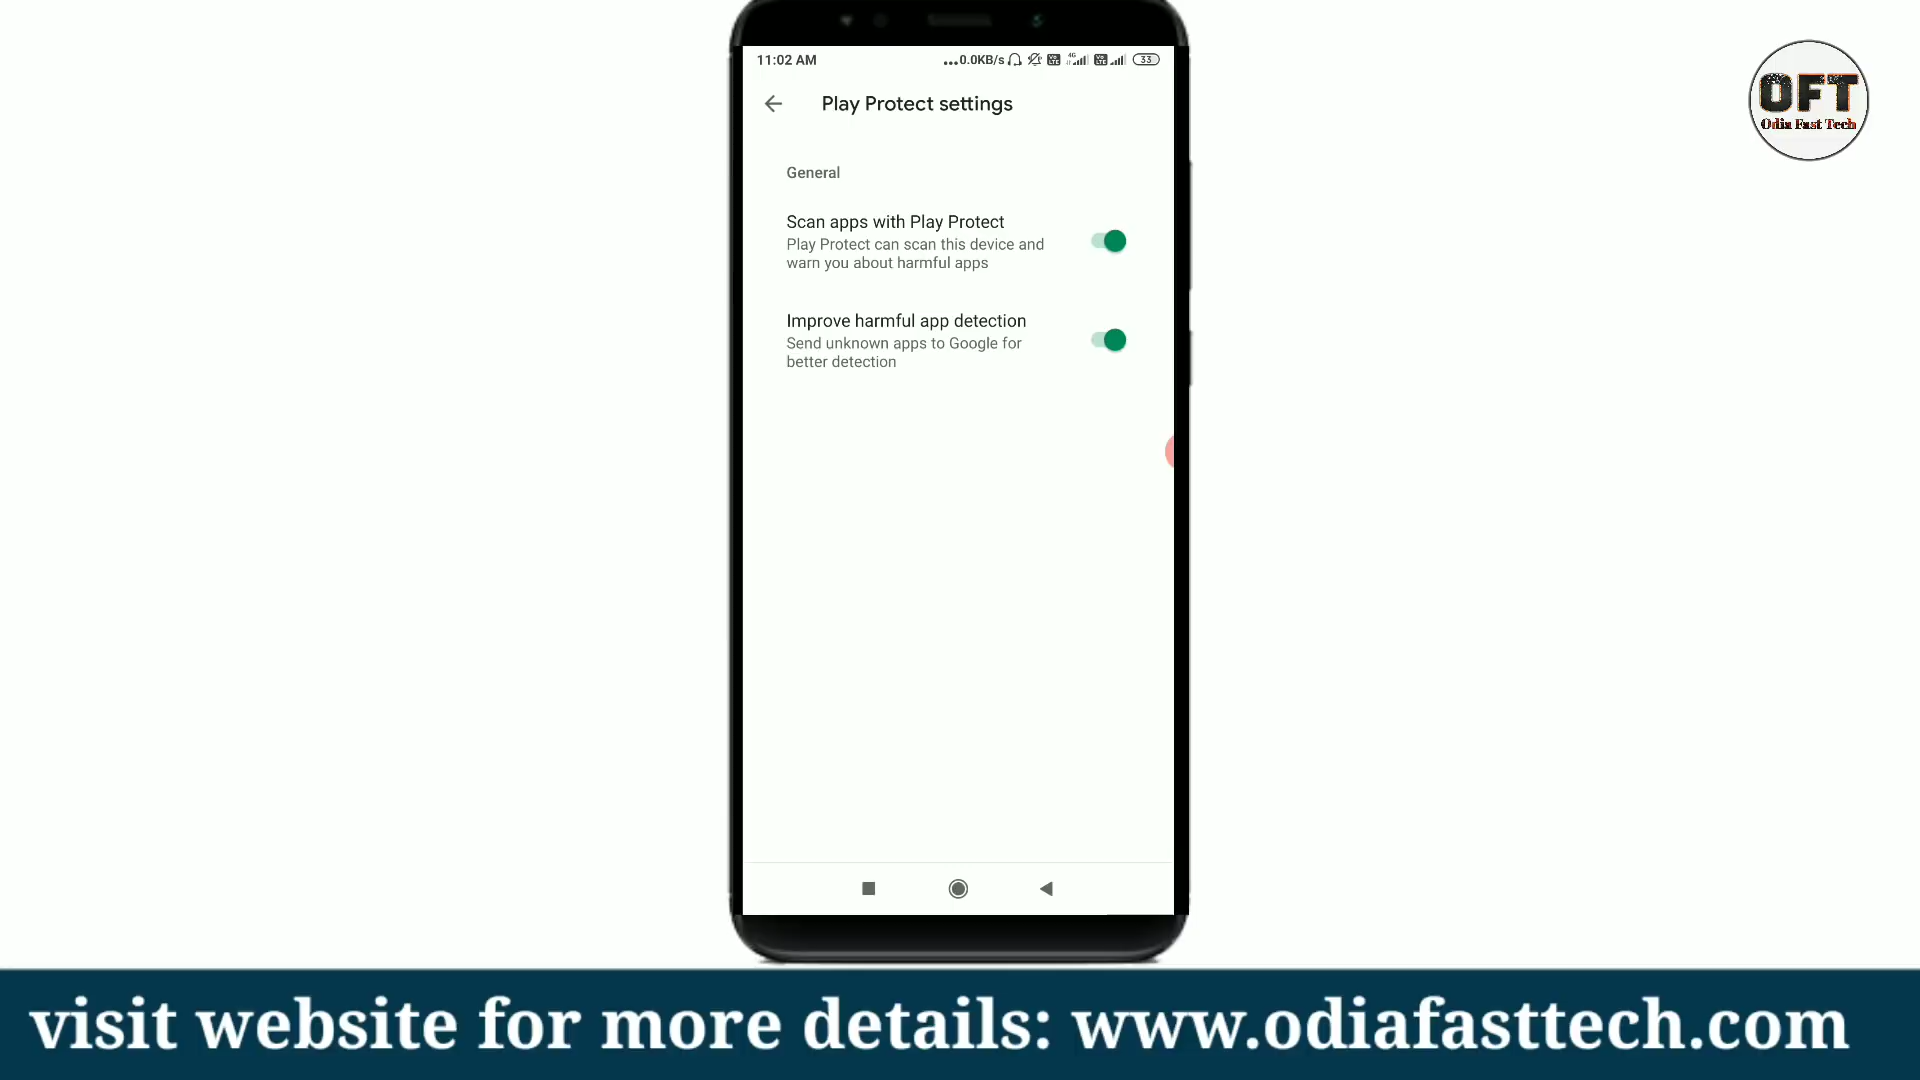 11:02 AM
...0.0KB/s
4G
33
Play Protect settings
General
Scan apps with Play Protect
Play Protect can scan this device and
warn you about harmful apps
Improve harmful app detection
Send unknown apps to Google for
better detection
OFT
Odia Fast Tech
visit website for more details: www.odiafasttech.com